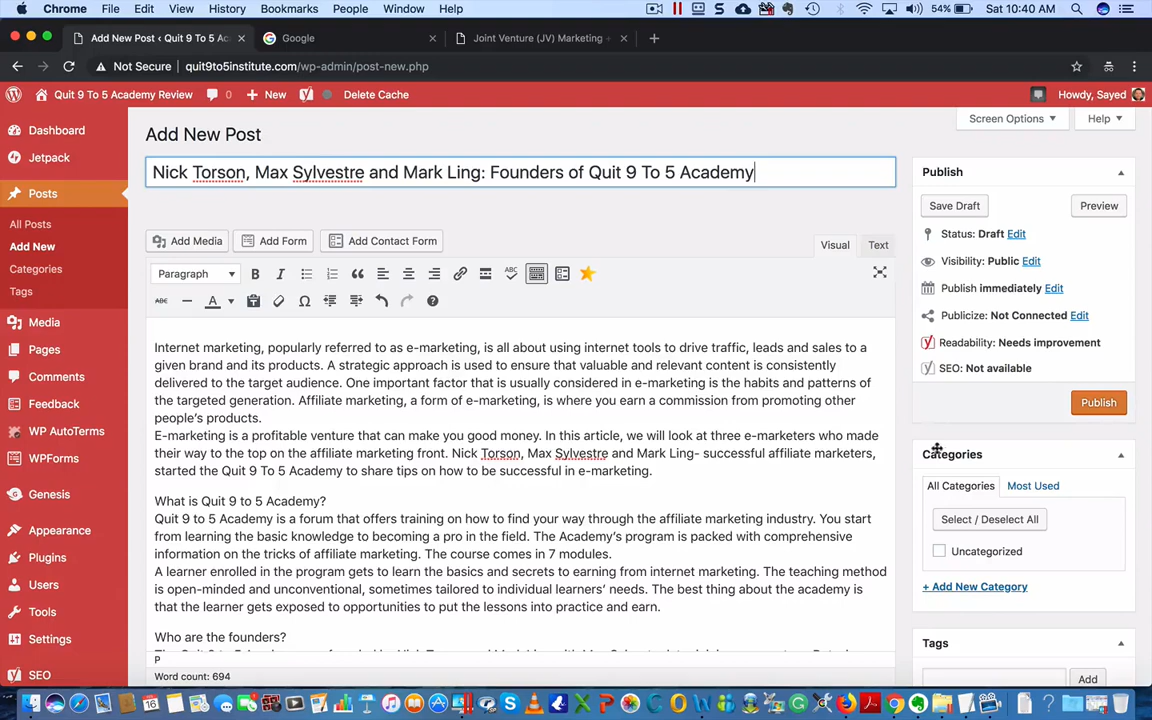 Chrome File Edit View History Bookmarks People Window Help 54% Sat 10:40 AM
Add New Post ‹ Quit 9 To 5 Ac Google Joint Venture (JV) Marketing
Not Secure quit9to5institute.com/wp-admin/post-new.php
Quit 9 To 5 Academy Review 0 New Delete Cache Howdy, Sayed
Dashboard
Jetpack
Posts
All Posts
Add New
Categories
Tags
Media
Pages
Comments
Feedback
WP AutoTerms
WPForms
Genesis
Appearance
Plugins
Users
Tools
Settings
SEO
Screen Options Help
Add New Post
Nick Torson, Max Sylvestre and Mark Ling: Founders of Quit 9 To 5 Academy
Add Media Add Form Add Contact Form Visual Text
Paragraph B I
ABC A
Internet marketing, popularly referred to as e-marketing, is all about using internet tools to drive traffic, leads and sales to a
given brand and its products. A strategic approach is used to ensure that valuable and relevant content is consistently
delivered to the target audience. One important factor that is usually considered in e-marketing is the habits and patterns of
the targeted generation. Affiliate marketing, a form of e-marketing, is where you earn a commission from promoting other
people's products.
E-marketing is a profitable venture that can make you good money. In this article, we will look at three e-marketers who made
their way to the top on the affiliate marketing front. Nick Torson, Max Sylvestre and Mark Ling- successful affiliate marketers,
started the Quit 9 To 5 Academy to share tips on how to be successful in e-marketing.
What is Quit 9 to 5 Academy?
Quit 9 to 5 Academy is a forum that offers training on how to find your way through the affiliate marketing industry. You start
from learning the basic knowledge to becoming a pro in the field. The Academy's program is packed with comprehensive
information on the tricks of affiliate marketing. The course comes in 7 modules.
A learner enrolled in the program gets to learn the basics and secrets to earning from internet marketing. The teaching method
is open-minded and unconventional, sometimes tailored to individual learners' needs. The best thing about the academy is
that the learner gets exposed to opportunities to put the lessons into practice and earn.
Who are the founders?
P
Word count: 694
Publish
Save Draft Preview
Status: Draft Edit
Visibility: Public Edit
Publish immediately Edit
Publicize: Not Connected Edit
Readability: Needs improvement
SEO: Not available
Publish
Categories
All Categories Most Used
Select / Deselect All
Uncategorized
+ Add New Category
Tags
Add